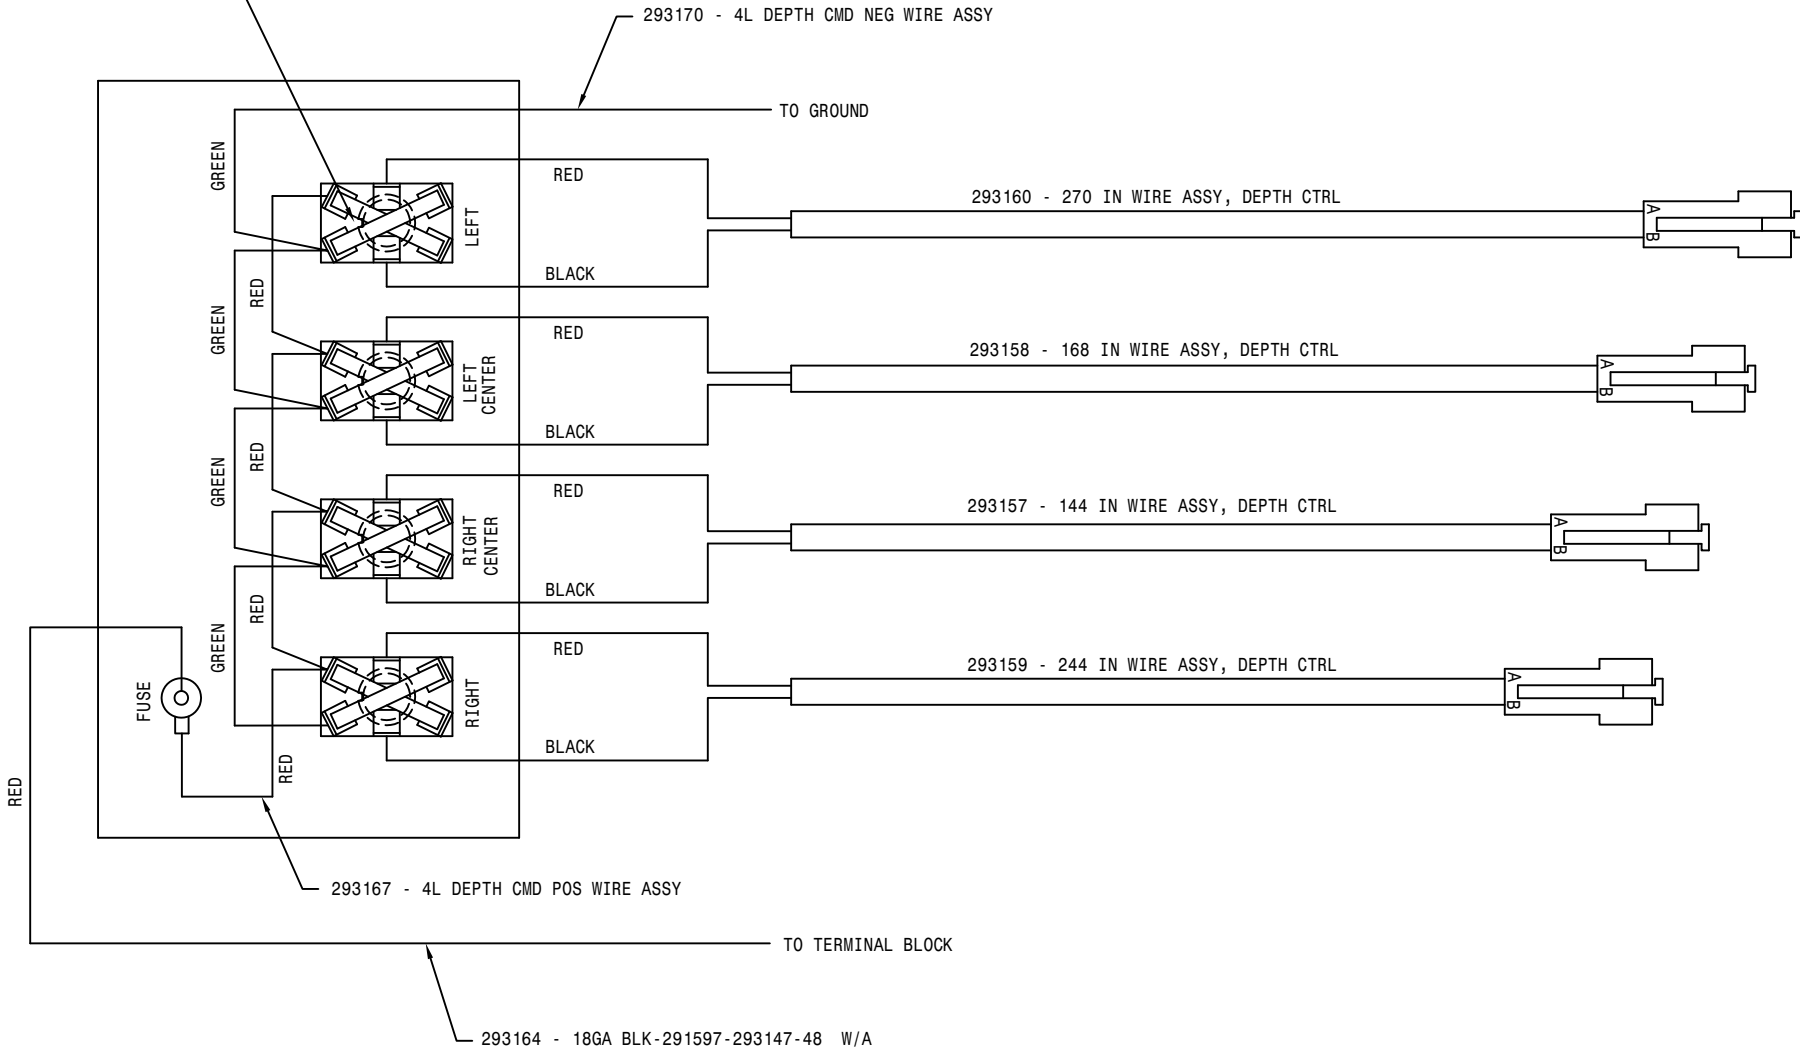 293170 - 4L DEPTH CMD NEG WIRE ASSY
TO GROUND
GREEN
RED
LEFT
293160 - 270 IN WIRE ASSY, DEPTH CTRL
A
B
BLACK
RED
GREEN
RED
LEFT
CENTER
293158 - 168 IN WIRE ASSY, DEPTH CTRL
A
B
BLACK
RED
GREEN
RED
RIGHT
CENTER
293157 - 144 IN WIRE ASSY, DEPTH CTRL
A
B
BLACK
RED
GREEN
RED
RIGHT
293159 - 244 IN WIRE ASSY, DEPTH CTRL
A
B
BLACK
FUSE
RED
RED
293167 - 4L DEPTH CMD POS WIRE ASSY
TO TERMINAL BLOCK
293164 - 18GA BLK-291597-293147-48 W/A